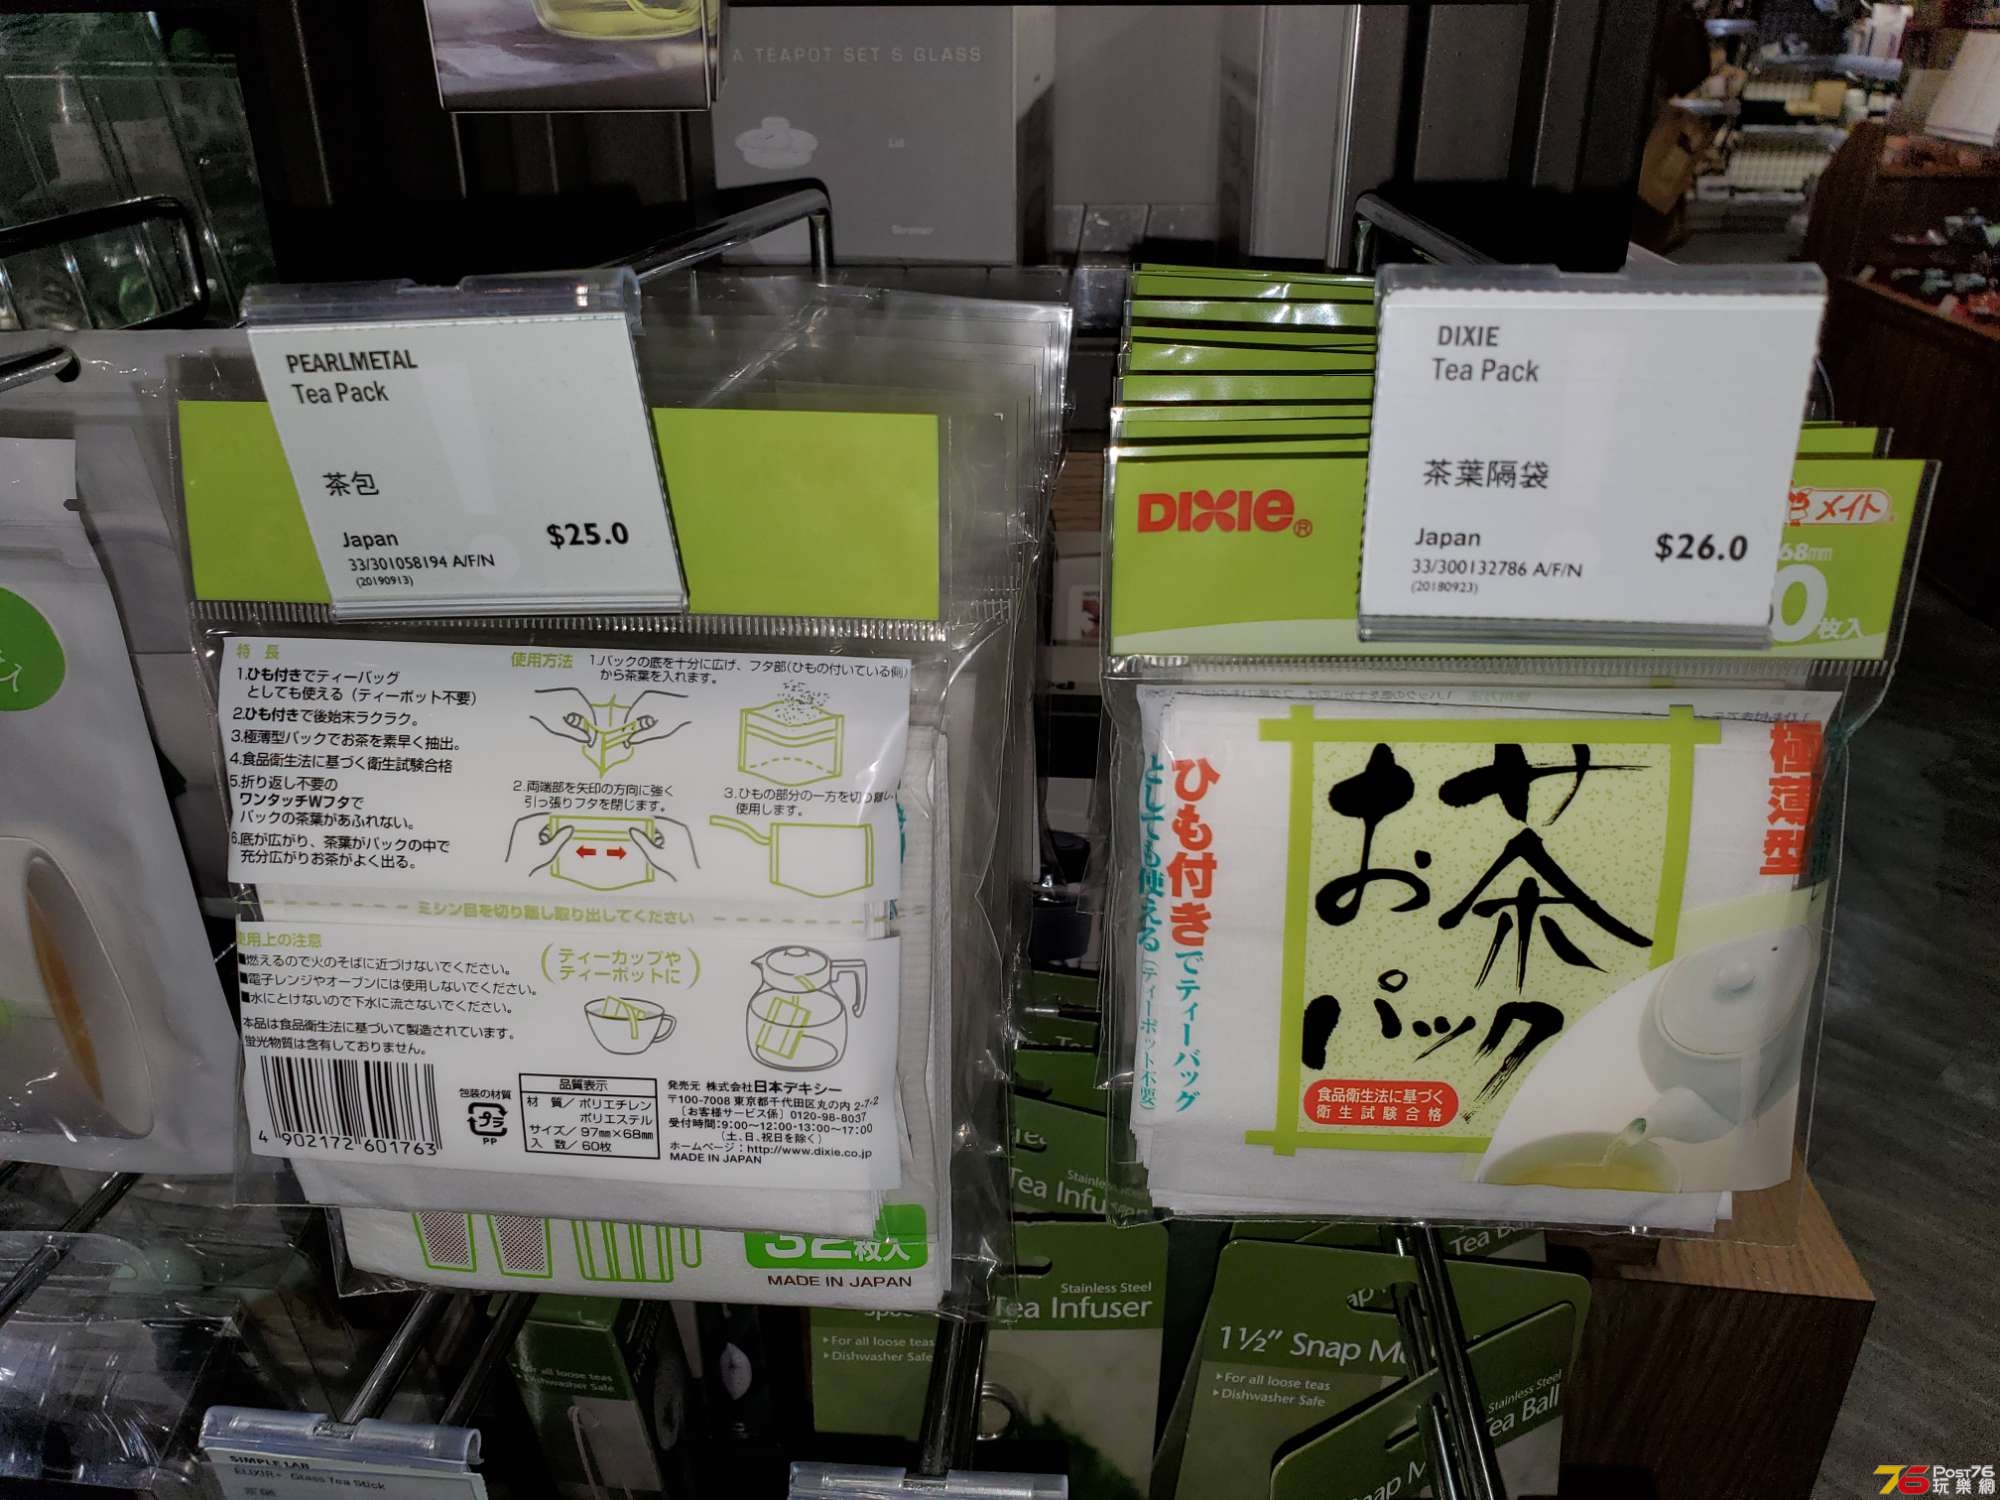 A TEAPOT SET S GLASS
Lid
PEARLMETAL
Tea Pack
茶包
Japan
$25.0
33/301058194 A/F/N
(20190913)
DIXIE
Tea Pack
茶葉隔袋
Japan
$26.0
33/300132786 A/F/N
(20180923)
DIXIE®
メイト
68mm
0枚入
特 長
1.ひも付きでティーバッグ
としても使える(ティーポット不要)
2.ひも付きで後始末ラクラク。
3.極薄型パックでお茶を素早く抽出。
4.食品衛生法に基づく衛生試験合格
5.折り返し不要の
ワンタッチWフタで
パックの茶葉があふれない。
6.底が広がり、茶葉がパックの中で
充分広がりお茶がよく出る。
使用方法
1.パックの底を十分に広げ、フタ部(ひもの付いている側)
から茶葉を入れます。
2.両端部を矢印の方向に強く
引っ張りフタを閉じます。
3.ひもの部分の一方を切り離し、
使用します。
ミシン目を切り離し取り出してください
使用上の注意
■燃えるので火のそばに近づけないでください。
■電子レンジやオーブンには使用しないでください。
■水にとけないので下水に流さないでください。
本品は食品衛生法に基づいて製造されています。
蛍光物質は含有しておりません。
(ティーカップや
ティーポットに)
4 902172 601763
包装の材質
プラ
PP
品質表示
材 質/ポリエチレン
ポリエステル
サイズ/97mm×68mm
入 数/60枚
発売元 株式会社日本デキシー
〒100-7008 東京都千代田区丸の内2-7-2
〔お客様サービス係〕0120-98-8037
受付時間:9:00〜12:00・13:00〜17:00
(土、日、祝日を除く)
ホームページ:http://www.dixie.co.jp
MADE IN JAPAN
32枚入
MADE IN JAPAN
ひも付きでティーバッグ
としても使える(ティーポット不要)
お茶
パック
極薄型
食品衛生法に基づく
衛生試験合格
Tea Infu
Stainless Steel
Tea Infuser
For all loose teas
Dishwasher Safe
For all loose teas
Dishwasher Safe
Tea B
1½" Snap M
For all loose teas
Dishwasher Safe
Stainless Steel
Tea Ball
Snap M
SIMPLE LAB
ELIXIR+ Glass Tea Stick
76 POST76
玩樂網